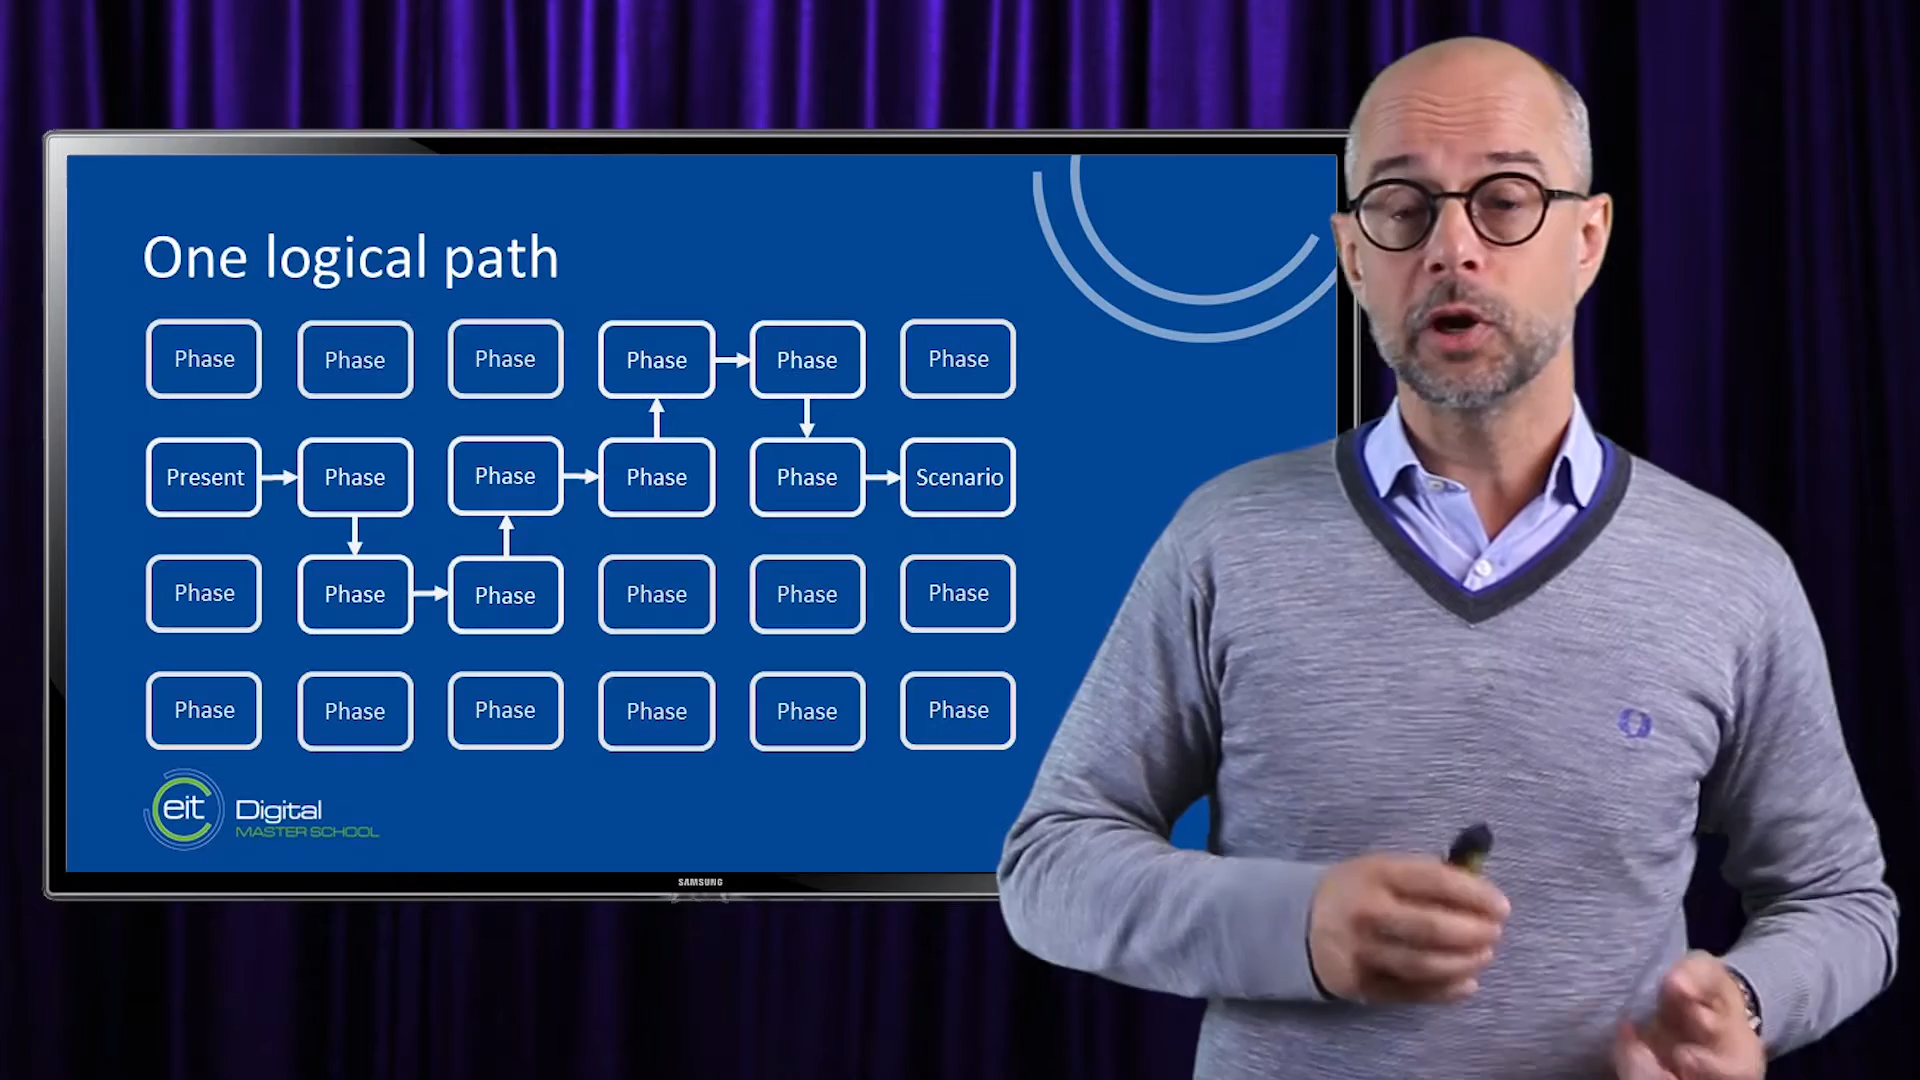 One logical path
Phase Phase Phase Phase Phase Phase
Present Phase Phase Phase Phase Scenario
Phase Phase Phase Phase Phase Phase
Phase Phase Phase Phase Phase Phase
eit Digital
MASTER SCHOOL
SAMSUNG